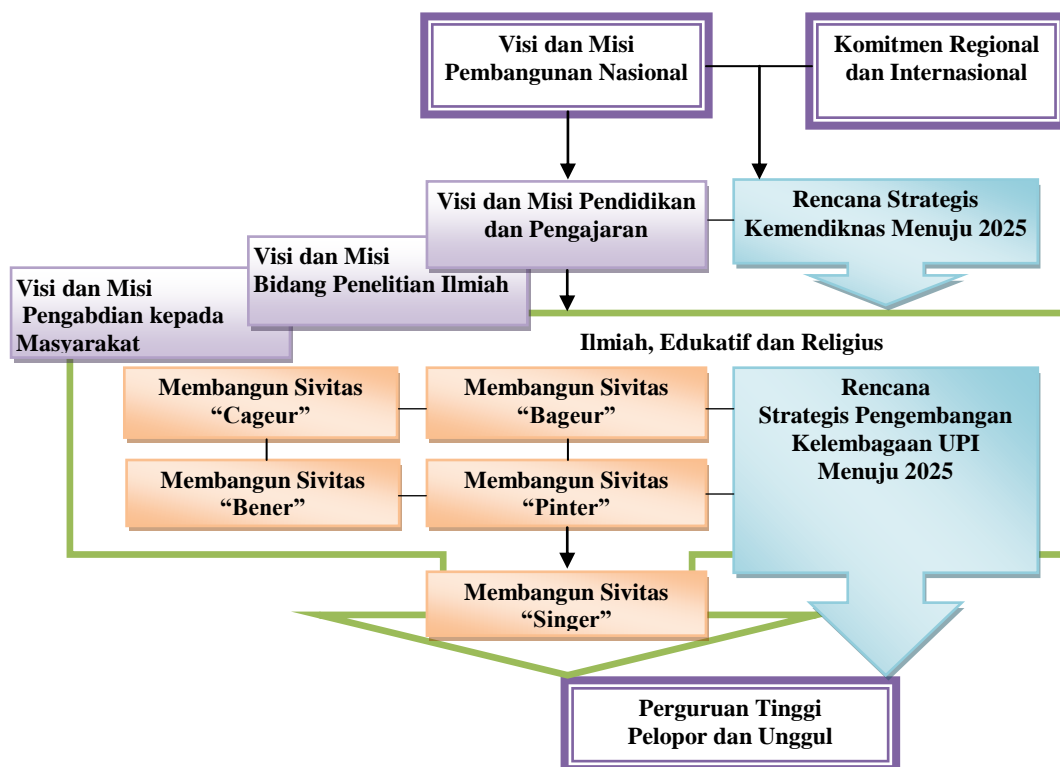 Visi dan Misi
Pembangunan Nasional
Komitmen Regional
dan Internasional
Visi dan Misi Pendidikan
dan Pengajaran
Rencana Strategis
Kemendiknas Menuju 2025
Visi dan Misi
Bidang Penelitian Ilmiah
Visi dan Misi
Pengabdian kepada
Masyarakat
Ilmiah, Edukatif dan Religius
Membangun Sivitas
“Cageur”
Membangun Sivitas
“Bageur”
Rencana
Strategis Pengembangan
Kelembagaan UPI
Menuju 2025
Membangun Sivitas
“Bener”
Membangun Sivitas
“Pinter”
Membangun Sivitas
“Singer”
Perguruan Tinggi
Pelopor dan Unggul